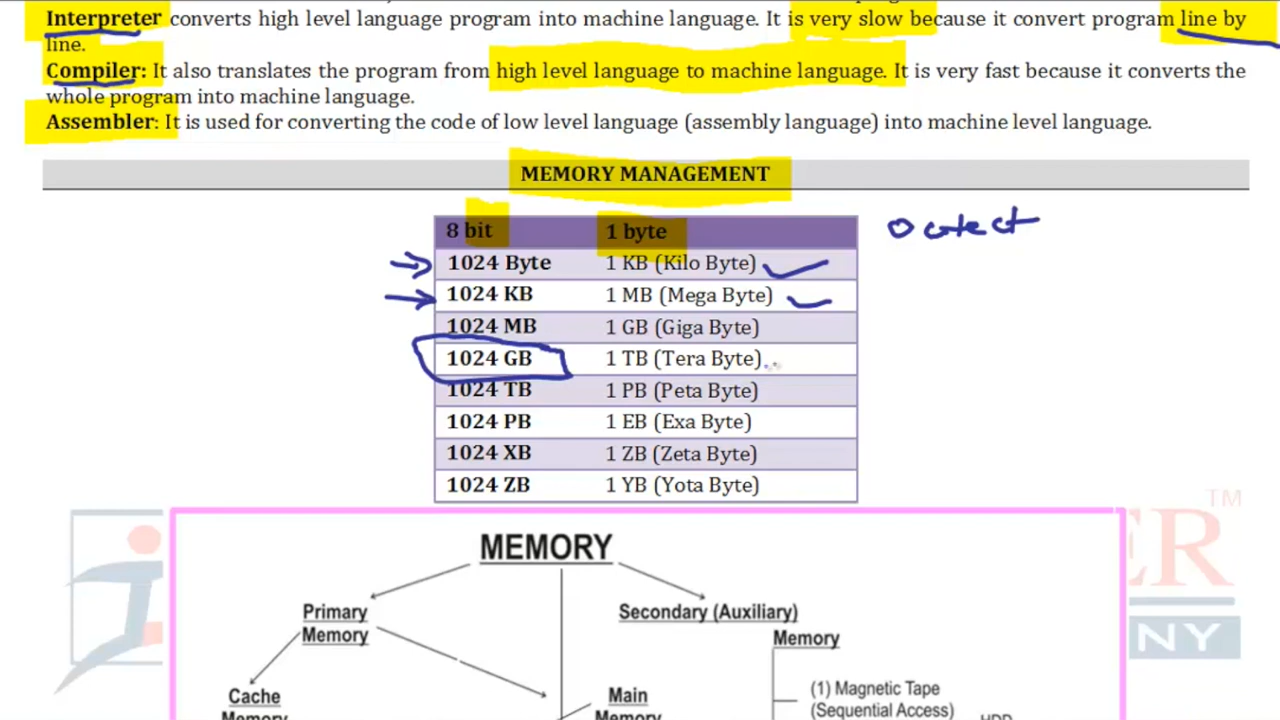 Interpreter converts high level language program into machine language. It is very slow because it convert program line by
line.
Compiler: It also translates the program from high level language to machine language. It is very fast because it converts the
whole program into machine language.
Assembler: It is used for converting the code of low level language (assembly language) into machine level language.
MEMORY MANAGEMENT
8 bit 1 byte
1024 Byte 1 KB (Kilo Byte)
1024 KB 1 MB (Mega Byte)
1024 MB 1 GB (Giga Byte)
1024 GB 1 TB (Tera Byte)
1024 TB 1 PB (Peta Byte)
1024 PB 1 EB (Exa Byte)
1024 XB 1 ZB (Zeta Byte)
1024 ZB 1 YB (Yota Byte)
TM
ER
NY
MEMORY
Primary
Memory
Secondary (Auxiliary)
Memory
Cache
Memory
Main
Memory
(1) Magnetic Tape
(Sequential Access)
HDD